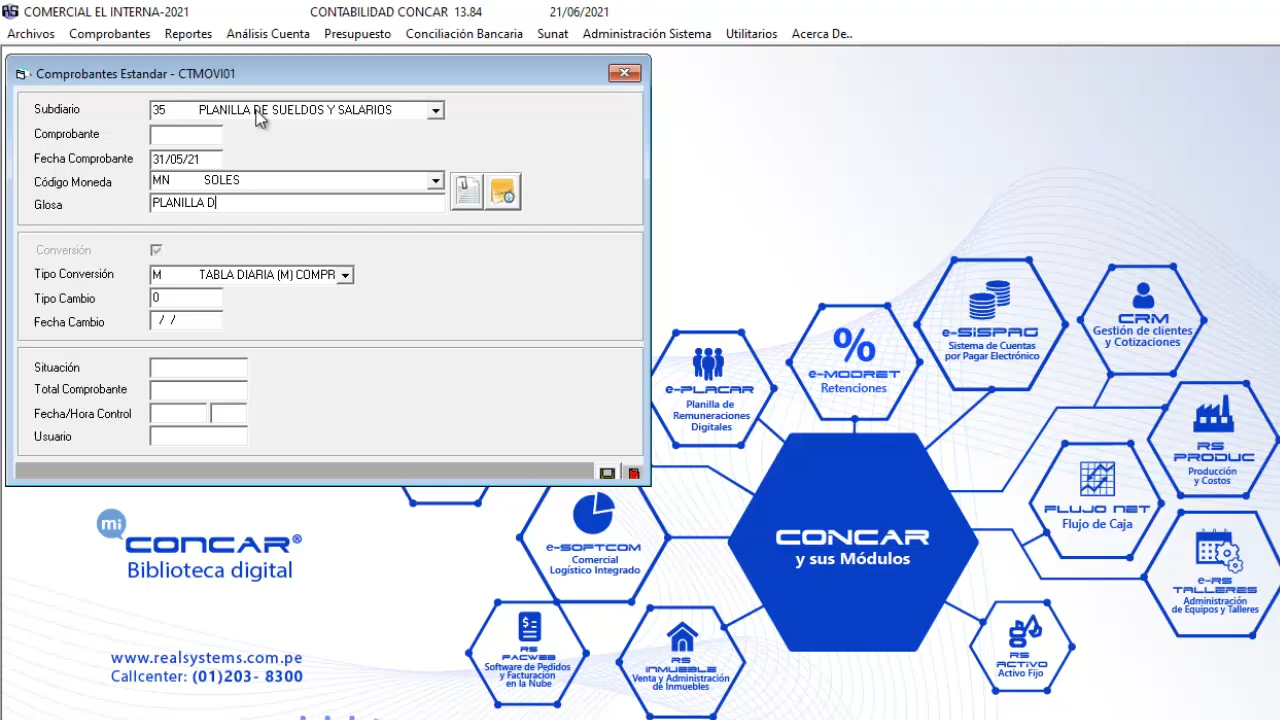 RS COMERCIAL EL INTERNA-2021 CONTABILIDAD CONCAR 13.84 21/06/2021
Archivos Comprobantes Reportes Análisis Cuenta Presupuesto Conciliación Bancaria Sunat Administración Sistema Utilitarios Acerca De..
Comprobantes Estandar - CTMOVI01
Subdiario 35 PLANILLA DE SUELDOS Y SALARIOS
Comprobante
Fecha Comprobante 31/05/21
Código Moneda MN SOLES
Glosa PLANILLA D
Conversión
Tipo Conversión M TABLA DIARIA (M) COMPR
Tipo Cambio 0
Fecha Cambio / /
Situación
Total Comprobante
Fecha/Hora Control
Usuario
e-SISPAG
Sistema de Cuentas
por Pagar Electrónico
CRM
Gestión de clientes
y Cotizaciones
%
e-MODRET
Retenciones
e-PLACAR
Planilla de
Remuneraciones
Digitales
RS
PRODUC
Producción
y Costos
FLUJO NET
Flujo de Caja
CONCAR
y sus Módulos
e-SOFTCOM
Comercial
Logístico Integrado
e-RS
TALLERES
Administración
de Equipos y Talleres
RS
FACWEB
Software de Pedidos
y Facturación
en la Nube
RS
INMUEBLE
Venta y Administración
de Inmuebles
RS
ACTIVO
Activo Fijo
mi
CONCAR®
Biblioteca digital
www.realsystems.com.pe
Callcenter: (01)203- 8300